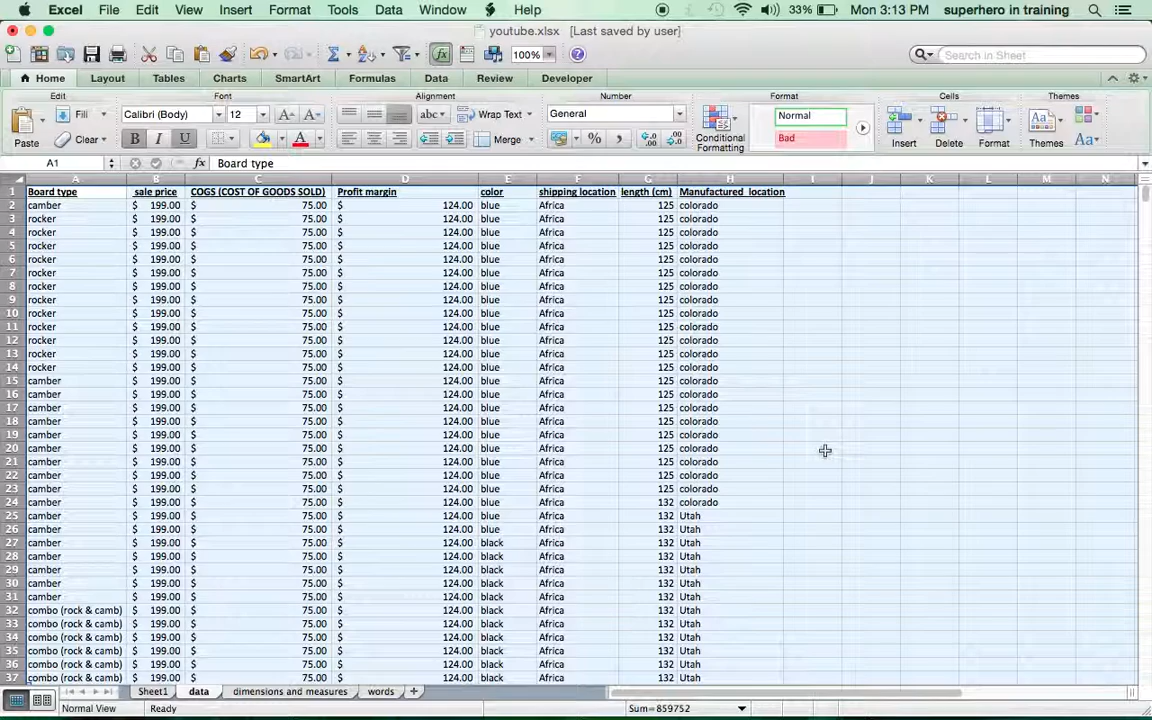 Excel File Edit View Insert Format Tools Data Window Help 33% Mon 3:13 PM superhero in training
youtube.xlsx [Last saved by user]
100% Search in Sheet
Home Layout Tables Charts SmartArt Formulas Data Review Developer
Edit Font Alignment Number Format Cells Themes
Fill Calibri (Body) 12 A A abc Wrap Text General Normal
Paste Clear B I U A Merge % Conditional Formatting Bad Insert Delete Format Themes Aa
A1 fx Board type
A B C D E F G H I J K L M N
1 Board type sale price COGS (COST OF GOODS SOLD) Profit margin color shipping location length (cm) Manufactured location
2 camber $ 199.00 $ 75.00 $ 124.00 blue Africa 125 colorado
3 rocker $ 199.00 $ 75.00 $ 124.00 blue Africa 125 colorado
4 rocker $ 199.00 $ 75.00 $ 124.00 blue Africa 125 colorado
5 rocker $ 199.00 $ 75.00 $ 124.00 blue Africa 125 colorado
6 rocker $ 199.00 $ 75.00 $ 124.00 blue Africa 125 colorado
7 rocker $ 199.00 $ 75.00 $ 124.00 blue Africa 125 colorado
8 rocker $ 199.00 $ 75.00 $ 124.00 blue Africa 125 colorado
9 rocker $ 199.00 $ 75.00 $ 124.00 blue Africa 125 colorado
10 rocker $ 199.00 $ 75.00 $ 124.00 blue Africa 125 colorado
11 rocker $ 199.00 $ 75.00 $ 124.00 blue Africa 125 colorado
12 rocker $ 199.00 $ 75.00 $ 124.00 blue Africa 125 colorado
13 rocker $ 199.00 $ 75.00 $ 124.00 blue Africa 125 colorado
14 rocker $ 199.00 $ 75.00 $ 124.00 blue Africa 125 colorado
15 camber $ 199.00 $ 75.00 $ 124.00 blue Africa 125 colorado
16 camber $ 199.00 $ 75.00 $ 124.00 blue Africa 125 colorado
17 camber $ 199.00 $ 75.00 $ 124.00 blue Africa 125 colorado
18 camber $ 199.00 $ 75.00 $ 124.00 blue Africa 125 colorado
19 camber $ 199.00 $ 75.00 $ 124.00 blue Africa 125 colorado
20 camber $ 199.00 $ 75.00 $ 124.00 blue Africa 125 colorado
21 camber $ 199.00 $ 75.00 $ 124.00 blue Africa 125 colorado
22 camber $ 199.00 $ 75.00 $ 124.00 blue Africa 125 colorado
23 camber $ 199.00 $ 75.00 $ 124.00 blue Africa 125 colorado
24 camber $ 199.00 $ 75.00 $ 124.00 blue Africa 132 colorado
25 camber $ 199.00 $ 75.00 $ 124.00 blue Africa 132 Utah
26 camber $ 199.00 $ 75.00 $ 124.00 blue Africa 132 Utah
27 camber $ 199.00 $ 75.00 $ 124.00 black Africa 132 Utah
28 camber $ 199.00 $ 75.00 $ 124.00 black Africa 132 Utah
29 camber $ 199.00 $ 75.00 $ 124.00 black Africa 132 Utah
30 camber $ 199.00 $ 75.00 $ 124.00 black Africa 132 Utah
31 camber $ 199.00 $ 75.00 $ 124.00 black Africa 132 Utah
32 combo (rock & camb) $ 199.00 $ 75.00 $ 124.00 black Africa 132 Utah
33 combo (rock & camb) $ 199.00 $ 75.00 $ 124.00 black Africa 132 Utah
34 combo (rock & camb) $ 199.00 $ 75.00 $ 124.00 black Africa 132 Utah
35 combo (rock & camb) $ 199.00 $ 75.00 $ 124.00 black Africa 132 Utah
36 combo (rock & camb) $ 199.00 $ 75.00 $ 124.00 black Africa 132 Utah
37 combo (rock & camb) $ 199.00 $ 75.00 $ 124.00 black Africa 132 Utah
Sheet1 data dimensions and measures words +
Normal View Ready Sum=859752